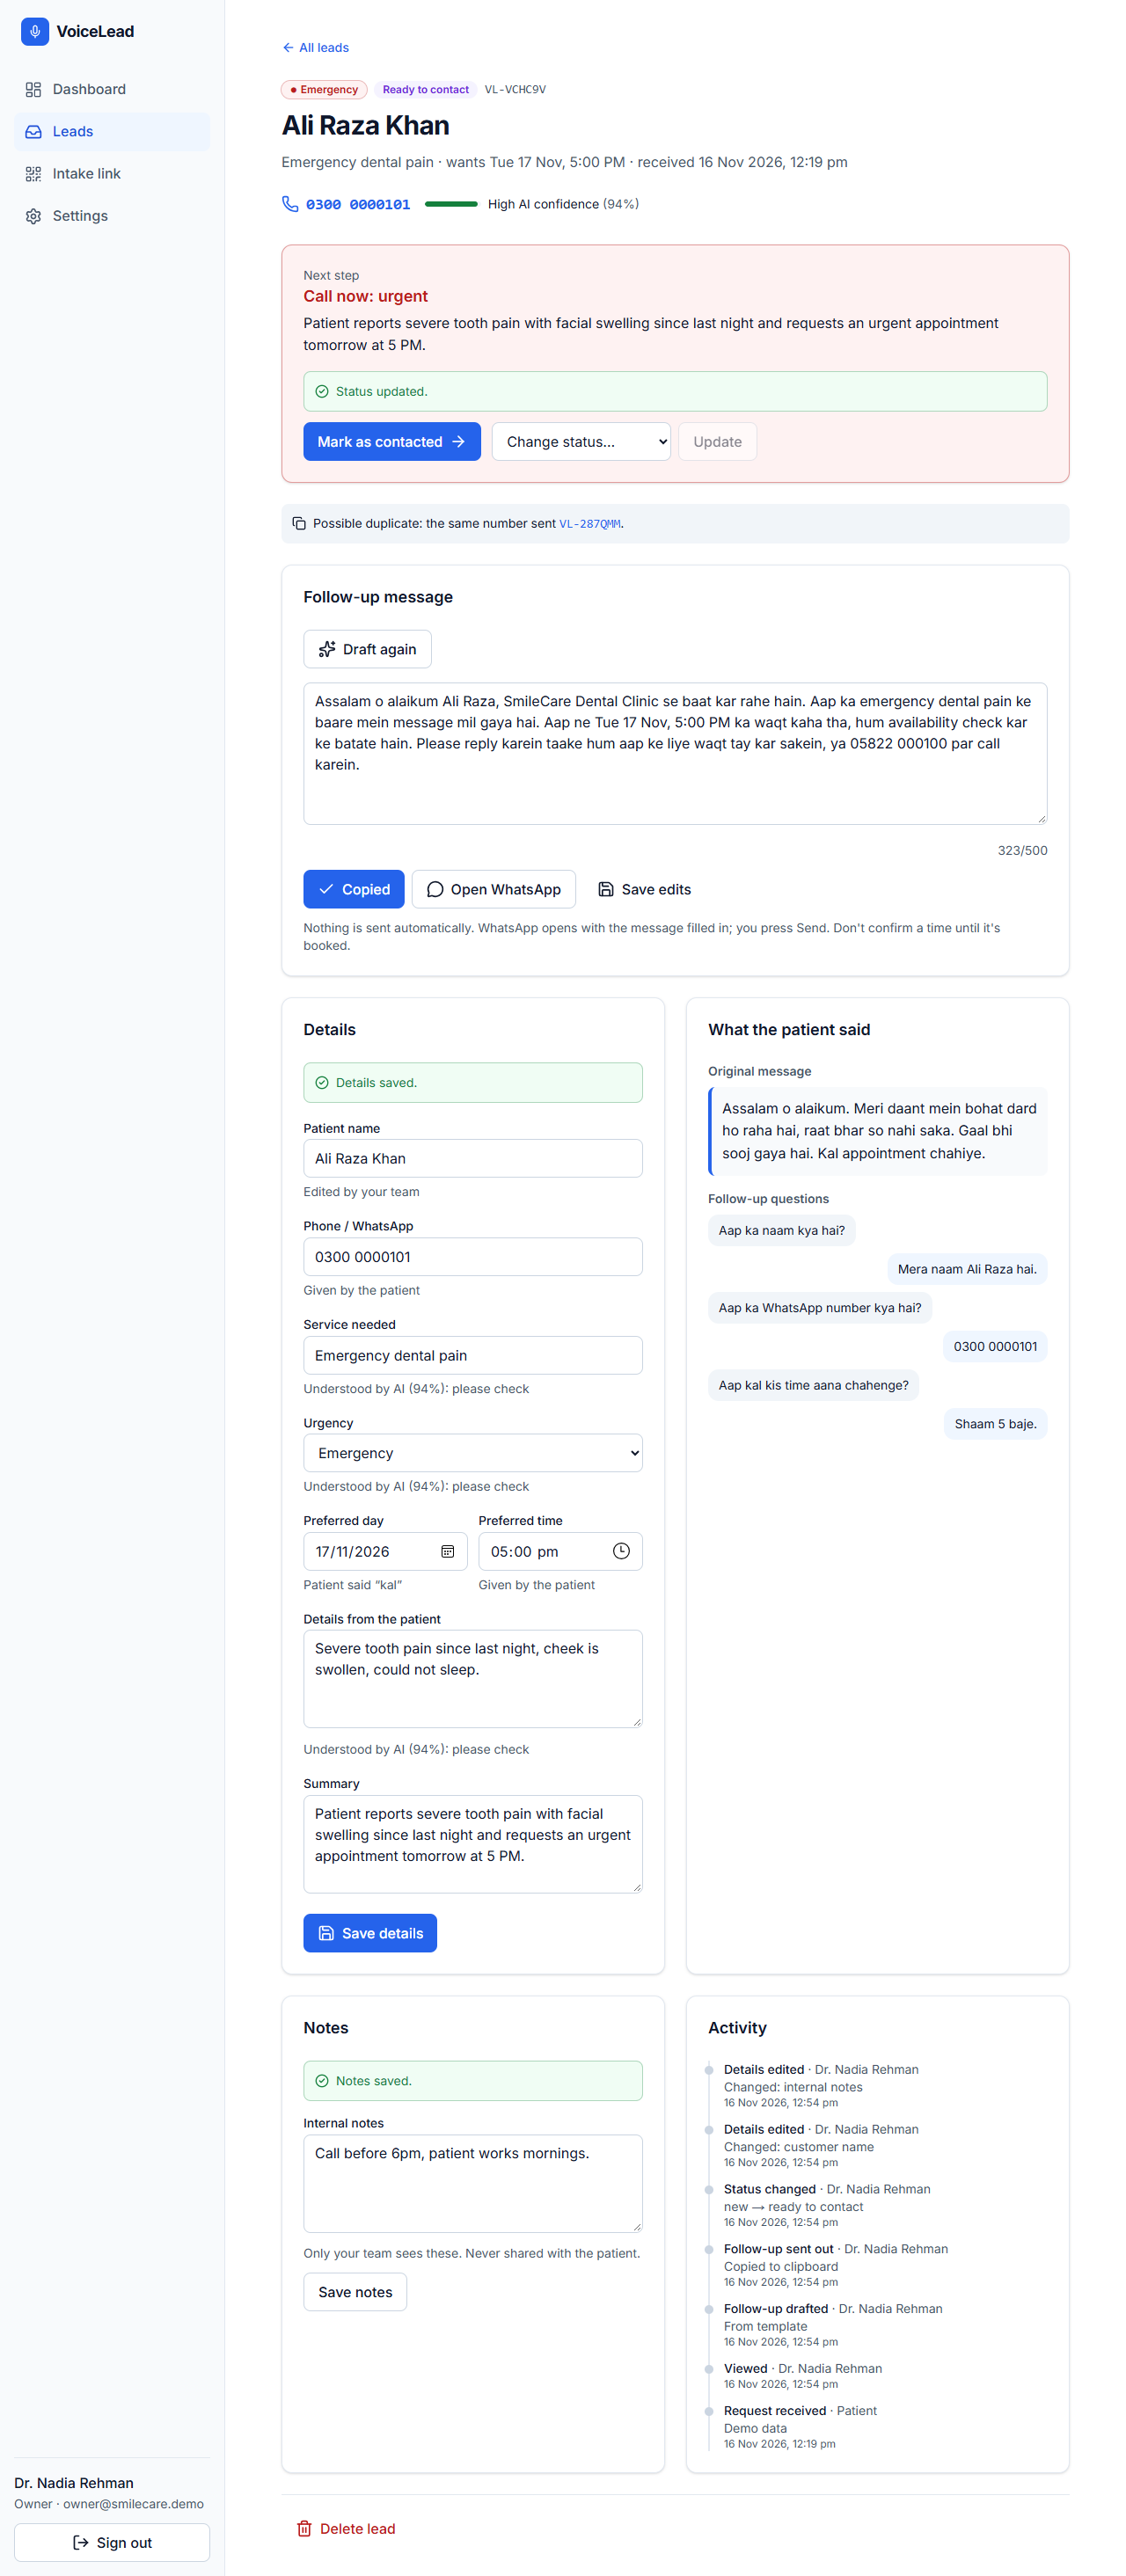 VoiceLead
Dashboard
Leads
Intake link
Settings
All leads
Emergency
Ready to contact
VL-VCHC9V
Ali Raza Khan
Emergency dental pain · wants Tue 17 Nov, 5:00 PM · received 16 Nov 2026, 12:19 pm
0300 0000101
High AI confidence (94%)
Next step
Call now: urgent
Patient reports severe tooth pain with facial swelling since last night and requests an urgent appointment
tomorrow at 5 PM.
Status updated.
Mark as contacted
Change status...
Update
Possible duplicate: the same number sent VL-287QMM.
Follow-up message
Draft again
Assalam o alaikum Ali Raza, SmileCare Dental Clinic se baat kar rahe hain. Aap ka emergency dental pain ke
baare mein message mil gaya hai. Aap ne Tue 17 Nov, 5:00 PM ka waqt kaha tha, hum availability check kar
ke batate hain. Please reply karein taake hum aap ke liye waqt tay kar sakein, ya 05822 000100 par call
karein.
323/500
Copied
Open WhatsApp
Save edits
Nothing is sent automatically. WhatsApp opens with the message filled in; you press Send. Don't confirm a time until it's
booked.
Details
Details saved.
Patient name
Ali Raza Khan
Edited by your team
Phone / WhatsApp
0300 0000101
Given by the patient
Service needed
Emergency dental pain
Understood by AI (94%): please check
Urgency
Emergency
Understood by AI (94%): please check
Preferred day
17/11/2026
Patient said “kal”
Preferred time
05:00 pm
Given by the patient
Details from the patient
Severe tooth pain since last night, cheek is
swollen, could not sleep.
Understood by AI (94%): please check
Summary
Patient reports severe tooth pain with facial
swelling since last night and requests an urgent
appointment tomorrow at 5 PM.
Save details
What the patient said
Original message
Assalam o alaikum. Meri daant mein bohat dard
ho raha hai, raat bhar so nahi saka. Gaal bhi
sooj gaya hai. Kal appointment chahiye.
Follow-up questions
Aap ka naam kya hai?
Mera naam Ali Raza hai.
Aap ka WhatsApp number kya hai?
0300 0000101
Aap kal kis time aana chahenge?
Shaam 5 baje.
Notes
Notes saved.
Internal notes
Call before 6pm, patient works mornings.
Only your team sees these. Never shared with the patient.
Save notes
Activity
Details edited · Dr. Nadia Rehman
Changed: internal notes
16 Nov 2026, 12:54 pm
Details edited · Dr. Nadia Rehman
Changed: customer name
16 Nov 2026, 12:54 pm
Status changed · Dr. Nadia Rehman
new → ready to contact
16 Nov 2026, 12:54 pm
Follow-up sent out · Dr. Nadia Rehman
Copied to clipboard
16 Nov 2026, 12:54 pm
Follow-up drafted · Dr. Nadia Rehman
From template
16 Nov 2026, 12:54 pm
Viewed · Dr. Nadia Rehman
16 Nov 2026, 12:54 pm
Request received · Patient
Demo data
16 Nov 2026, 12:19 pm
Delete lead
Dr. Nadia Rehman
Owner · owner@smilecare.demo
Sign out